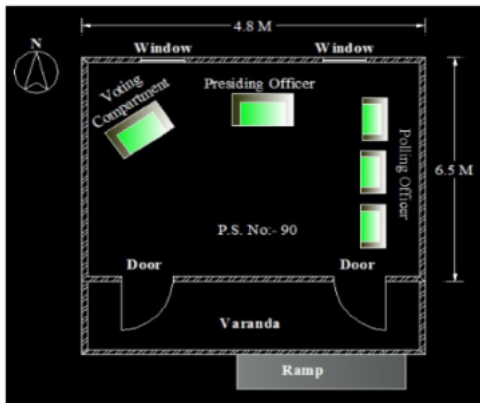 4.8 M
N
Window
Window
Voting
Compartment
Presiding Officer
Polling Officer
6.5 M
P.S. No:- 90
Door
Door
Varanda
Ramp